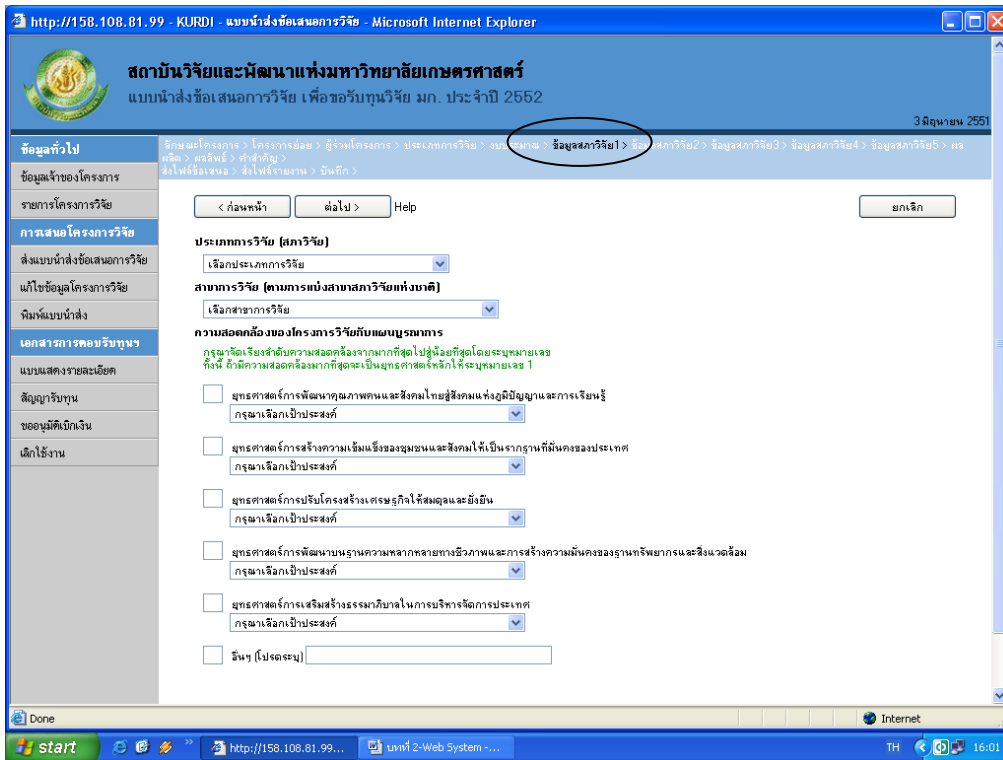 http://158.108.81.99 - KURDI - แบบนำส่งข้อเสนอการวิจัย - Microsoft Internet Explorer
สถาบันวิจัยและพัฒนาแห่งมหาวิทยาลัยเกษตรศาสตร์
แบบนำส่งข้อเสนอการวิจัย เพื่อขอรับทุนวิจัย มก. ประจำปี 2552
3 มิถุนายน 2551
ข้อมูลทั่วไป
ข้อมูลเจ้าของโครงการ
รายการโครงการวิจัย
การเสนอโครงการวิจัย
ส่งแบบนำส่งข้อเสนอการวิจัย
แก้ไขข้อมูลโครงการวิจัย
พิมพ์แบบนำส่ง
เอกสารการตอบรับทุนฯ
แบบแสดงรายละเอียด
สัญญารับทุน
ขออนุมัติเบิกเงิน
เลิกใช้งาน
ลักษณะโครงการ > โครงการย่อย > ผู้ร่วมโครงการ > ประเภทการวิจัย > งบประมาณ > ข้อมูลสภาวิจัย1 > ข้อมูลสภาวิจัย2 > ข้อมูลสภาวิจัย3 > ข้อมูลสภาวิจัย4 > ข้อมูลสภาวิจัย5 > ผล
ผลิต > ผลลัพธ์ > คำสำคัญ >
ส่งไฟล์ข้อเสนอ > ส่งไฟล์รายงาน > บันทึก >
< ก่อนหน้า ต่อไป > Help ยกเลิก
ประเภทการวิจัย (สภาวิจัย)
เลือกประเภทการวิจัย
สาขาการวิจัย (ตามการแบ่งสาขาสภาวิจัยแห่งชาติ)
เลือกสาขาการวิจัย
ความสอดคล้องของโครงการวิจัยกับแผนบูรณาการ
กรุณาจัดเรียงลำดับความสอดคล้องจากมากที่สุดไปสู่น้อยที่สุดโดยระบุหมายเลข
ทั้งนี้ ถ้ามีความสอดคล้องมากที่สุดจะเป็นยุทธศาสตร์หลักให้ระบุหมายเลข 1
ยุทธศาสตร์การพัฒนาคุณภาพคนและสังคมไทยสู่สังคมแห่งภูมิปัญญาและการเรียนรู้
กรุณาเลือกเป้าประสงค์
ยุทธศาสตร์การสร้างความเข้มแข็งของชุมชนและสังคมให้เป็นรากฐานที่มั่นคงของประเทศ
กรุณาเลือกเป้าประสงค์
ยุทธศาสตร์การปรับโครงสร้างเศรษฐกิจให้สมดุลและยั่งยืน
กรุณาเลือกเป้าประสงค์
ยุทธศาสตร์การพัฒนาบนฐานความหลากหลายทางชีวภาพและการสร้างความมั่นคงของฐานทรัพยากรและสิ่งแวดล้อม
กรุณาเลือกเป้าประสงค์
ยุทธศาสตร์การเสริมสร้างธรรมาภิบาลในการบริหารจัดการประเทศ
กรุณาเลือกเป้าประสงค์
อื่นๆ (โปรดระบุ)
Done Internet
start http://158.108.81.99... บทที่ 2-Web System -... TH 16:01